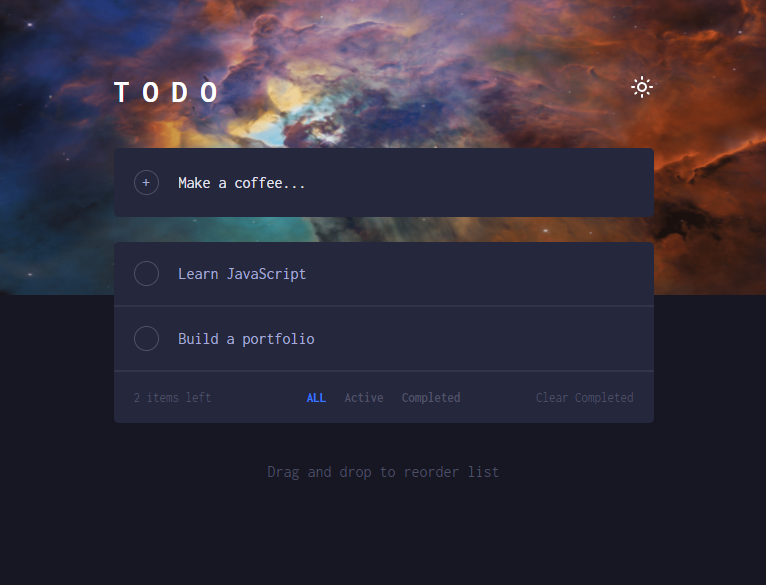 TODO
+ Make a coffee...
Learn JavaScript
Build a portfolio
2 items left ALL Active Completed Clear Completed
Drag and drop to reorder list